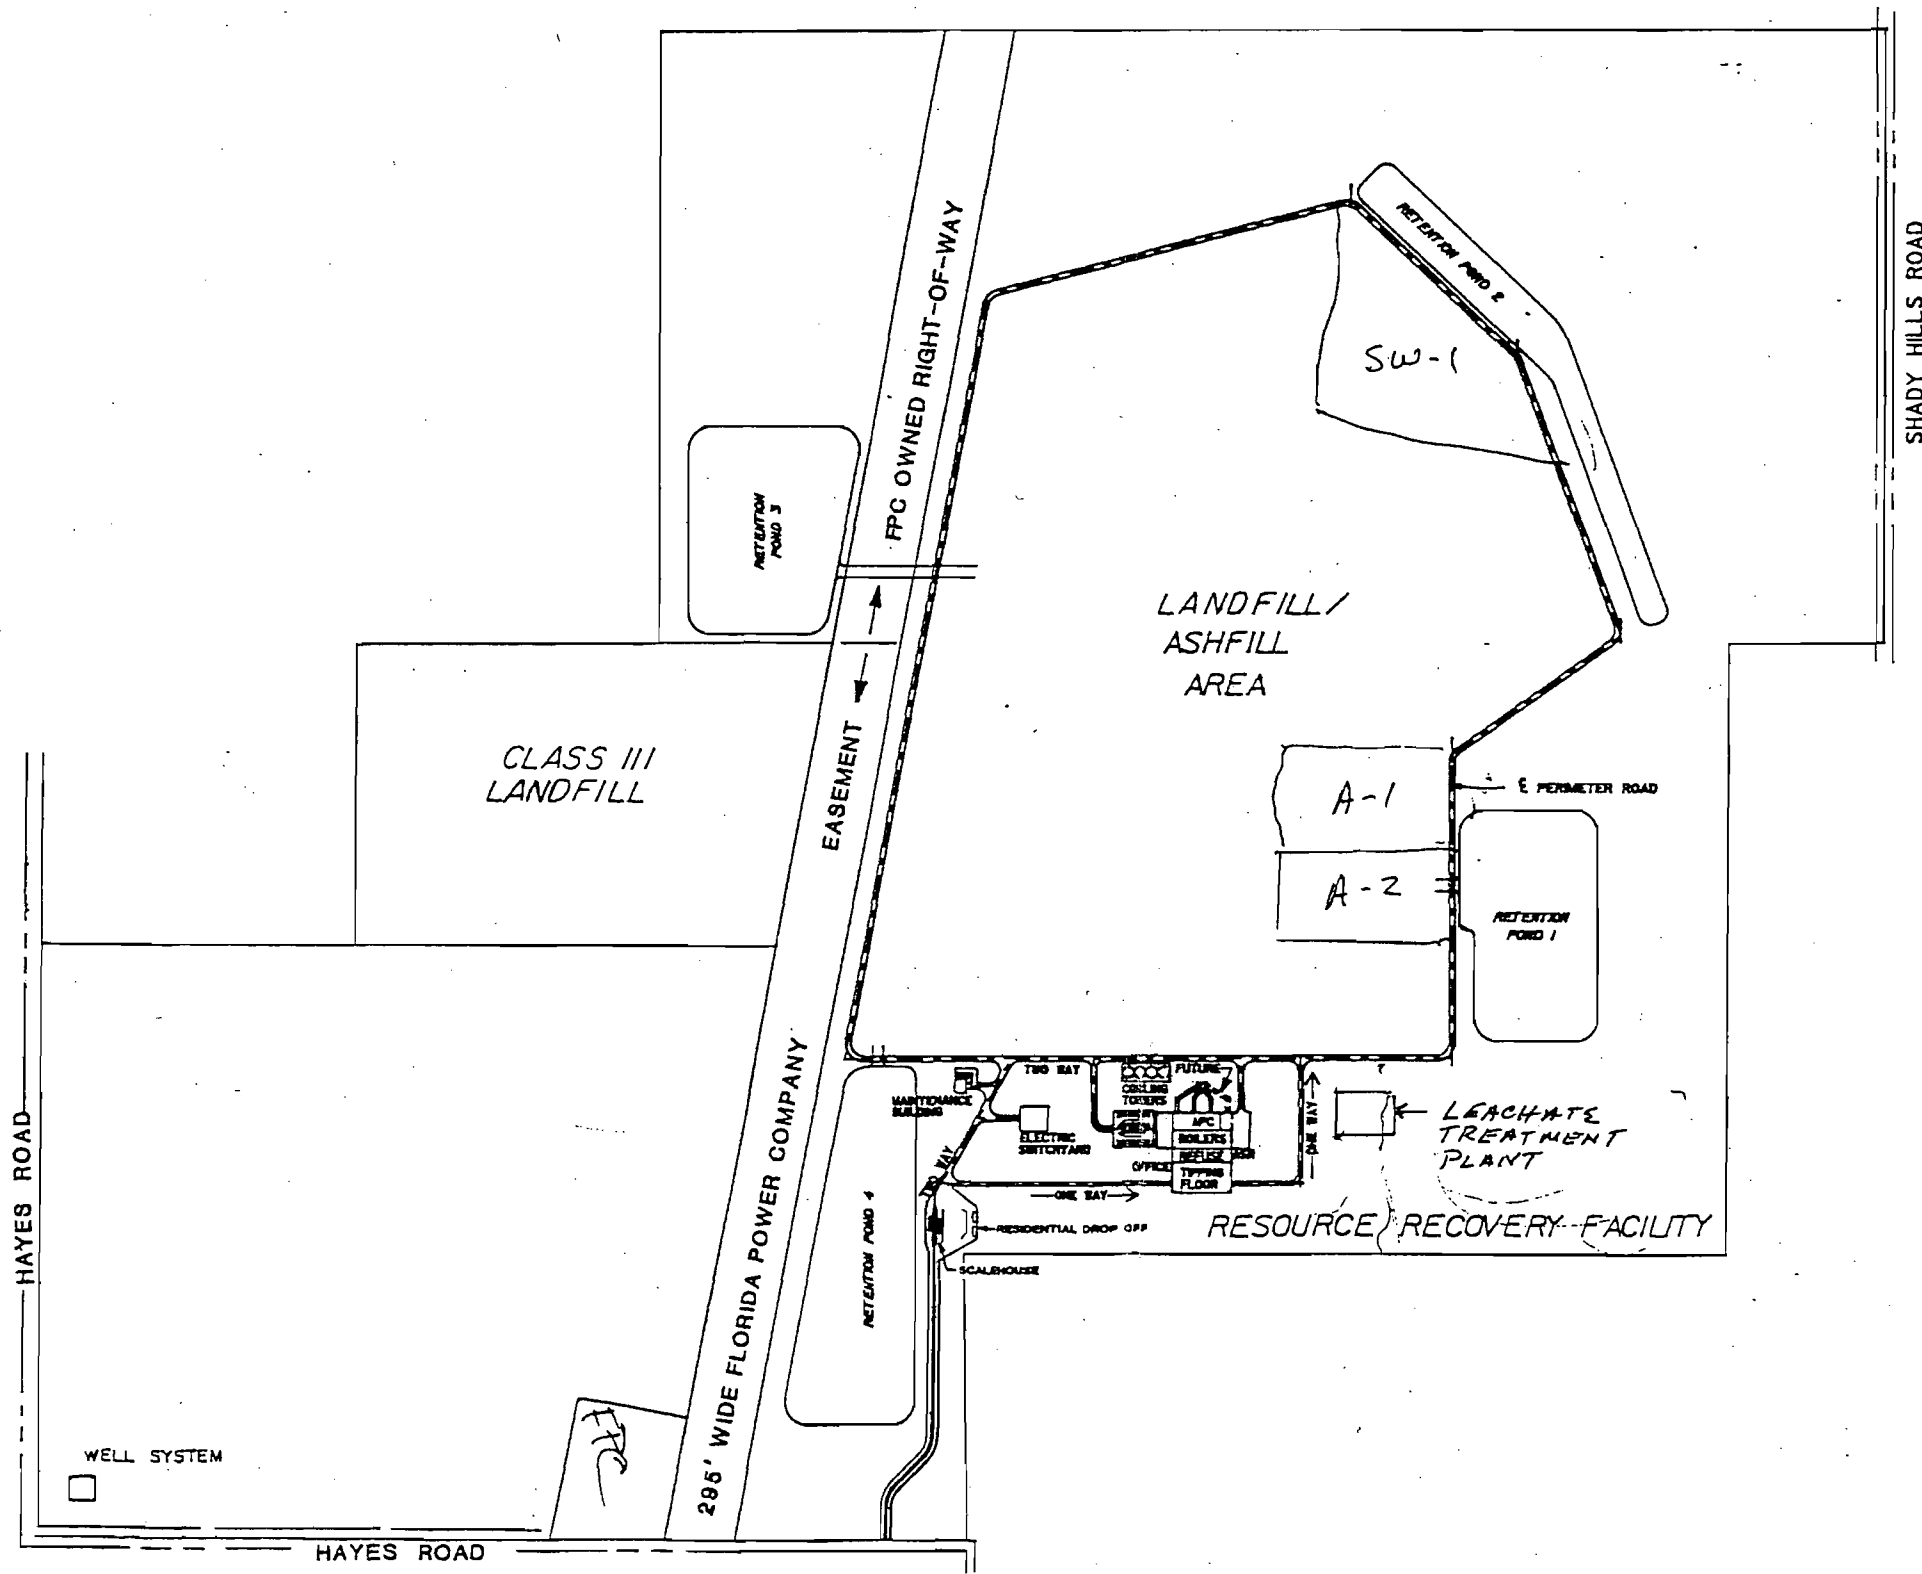 SHADY HILLS ROAD
RETENTION POND 2
SW-1
FPC OWNED RIGHT-OF-WAY
RETENTION
POND 3
LANDFILL/
ASHFILL
AREA
CLASS III
LANDFILL
EASEMENT
A-1
℄ PERIMETER ROAD
A-2
RETENTION
POND 1
295' WIDE FLORIDA POWER COMPANY
TWO WAY
FUTURE
COOLING
TOWERS
MAINTENANCE
BUILDING
ELECTRIC
SWITCHYARD
APC
BOILERS
REFUSE
OFFICE
TIPPING
FLOOR
ONE WAY
WAY
ONE WAY
LEACHATE
TREATMENT
PLANT
RETENTION POND 4
RESIDENTIAL DROP OFF
RESOURCE RECOVERY FACILITY
SCALEHOUSE
HAYES ROAD
WELL SYSTEM
HAYES ROAD